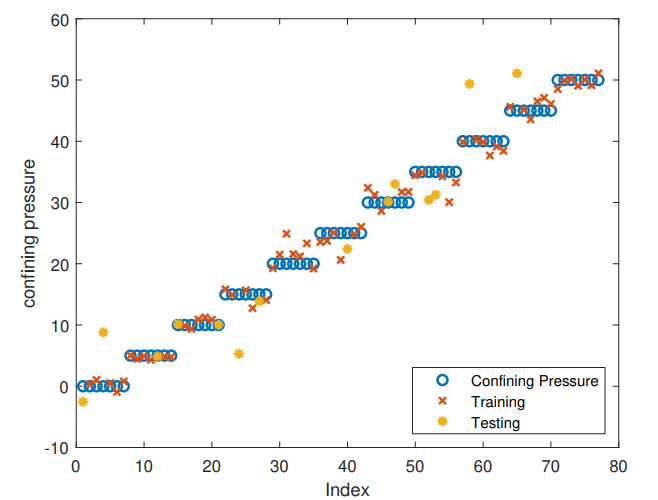 60
50
40
30
20
10
0
-10
confining pressure
0 10 20 30 40 50 60 70 80
Index
Confining Pressure
Training
Testing